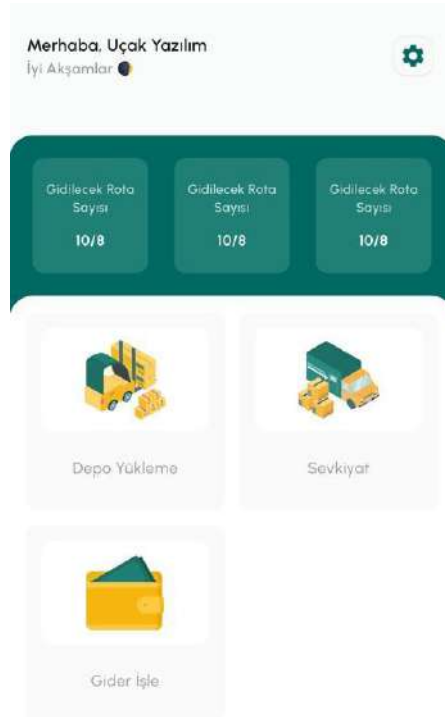 Merhaba, Uçak Yazılım
İyi Akşamlar
Gidilecek Rota
Sayısı
10/8
Gidilecek Rota
Sayısı
10/8
Gidilecek Rota
Sayısı
10/8
Depo Yükleme
Sevkiyat
Gider İşle